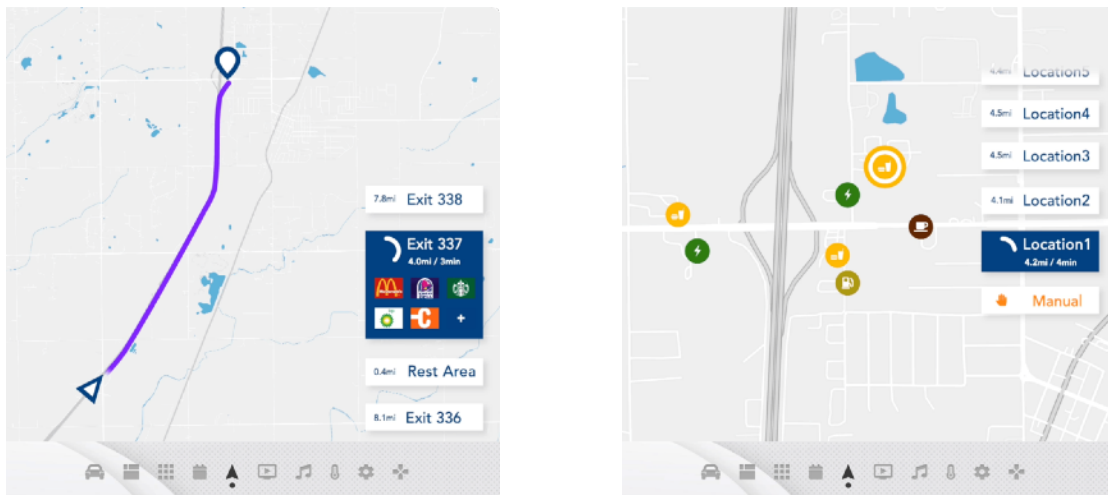 7.8mi Exit 338
Exit 337
4.0mi / 3min
+
0.4mi Rest Area
8.1mi Exit 336
Location5
4.5mi Location4
4.5mi Location3
4.1mi Location2
Location1
4.2mi / 4min
Manual